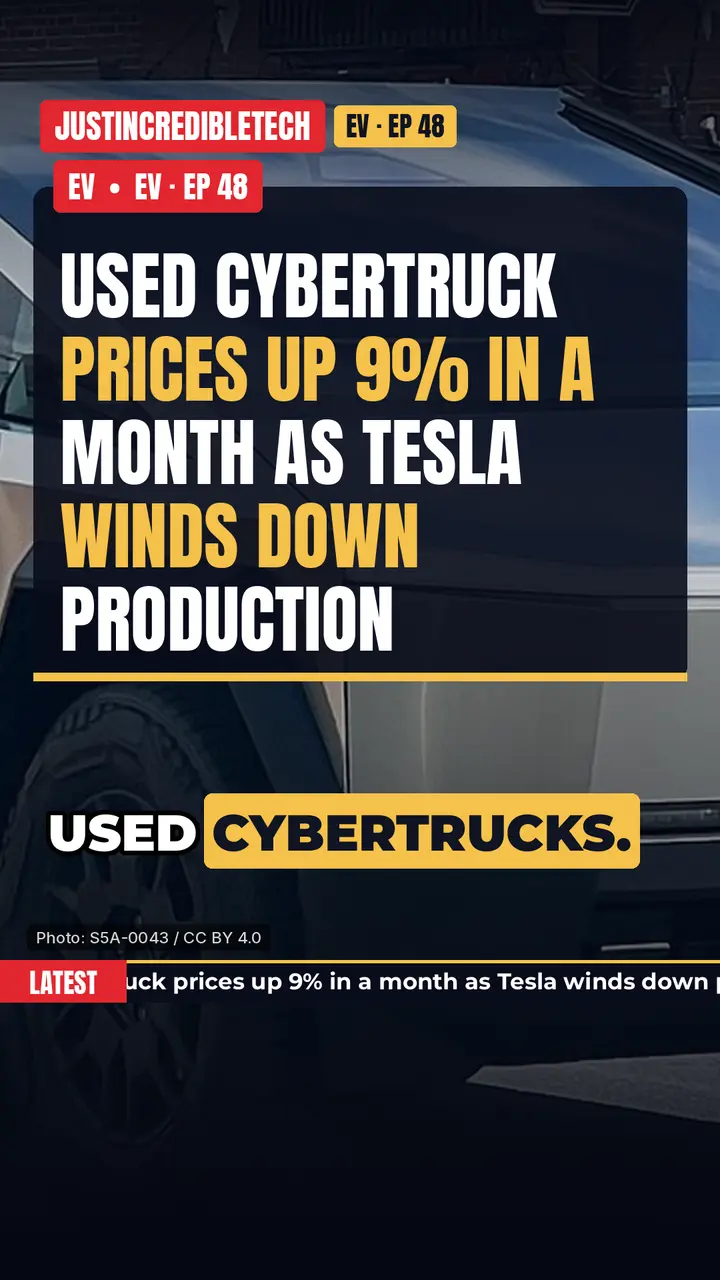 JUSTINCREDIBLETECH
EV · EP 48
EV • EV · EP 48
USED CYBERTRUCK
PRICES UP 9% IN A
MONTH AS TESLA
WINDS DOWN
PRODUCTION
USED CYBERTRUCKS.
Photo: S5A-0043 / CC BY 4.0
LATEST
uck prices up 9% in a month as Tesla winds down